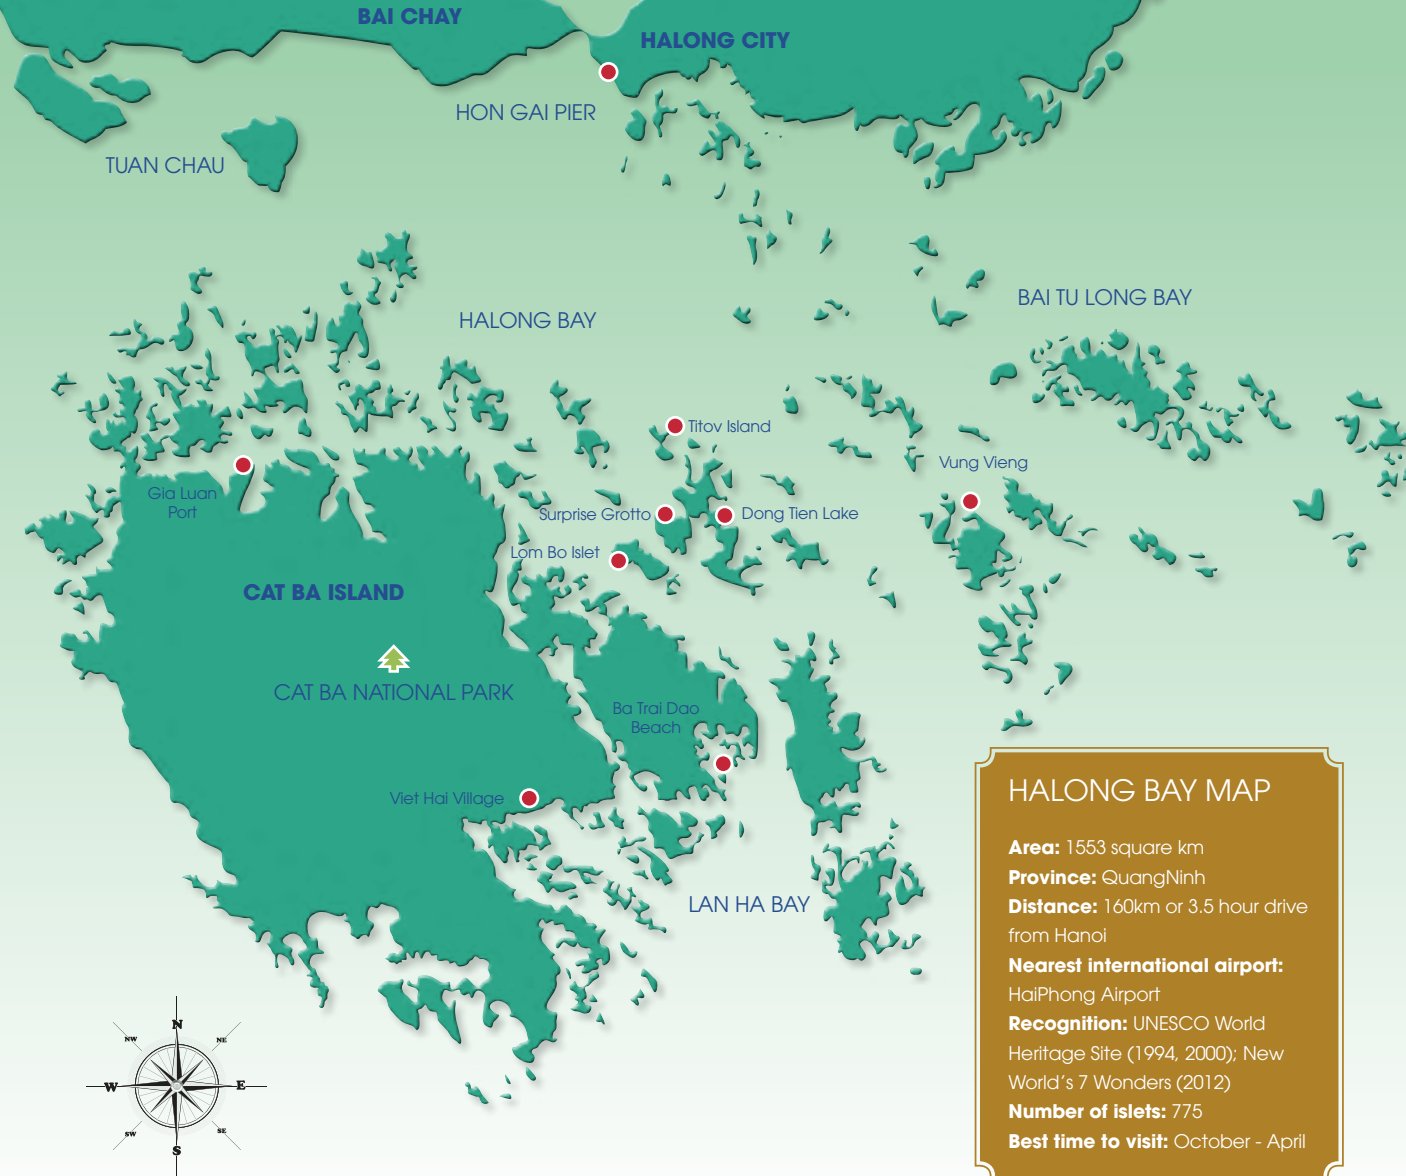 BAI CHAY
HALONG CITY
HON GAI PIER
TUAN CHAU
BAI TU LONG BAY
HALONG BAY
Titov Island
Vung Vieng
Gia Luan
Port
Surprise Grotto
Dong Tien Lake
Lom Bo Islet
CAT BA ISLAND
CAT BA NATIONAL PARK
Ba Trai Dao
Beach
Viet Hai Village
LAN HA BAY
HALONG BAY MAP
Area: 1553 square km
Province: QuangNinh
Distance: 160km or 3.5 hour drive
from Hanoi
Nearest international airport:
HaiPhong Airport
Recognition: UNESCO World
Heritage Site (1994, 2000); New
World's 7 Wonders (2012)
Number of islets: 775
Best time to visit: October - April
N
NW
NE
W
E
SW
SE
S